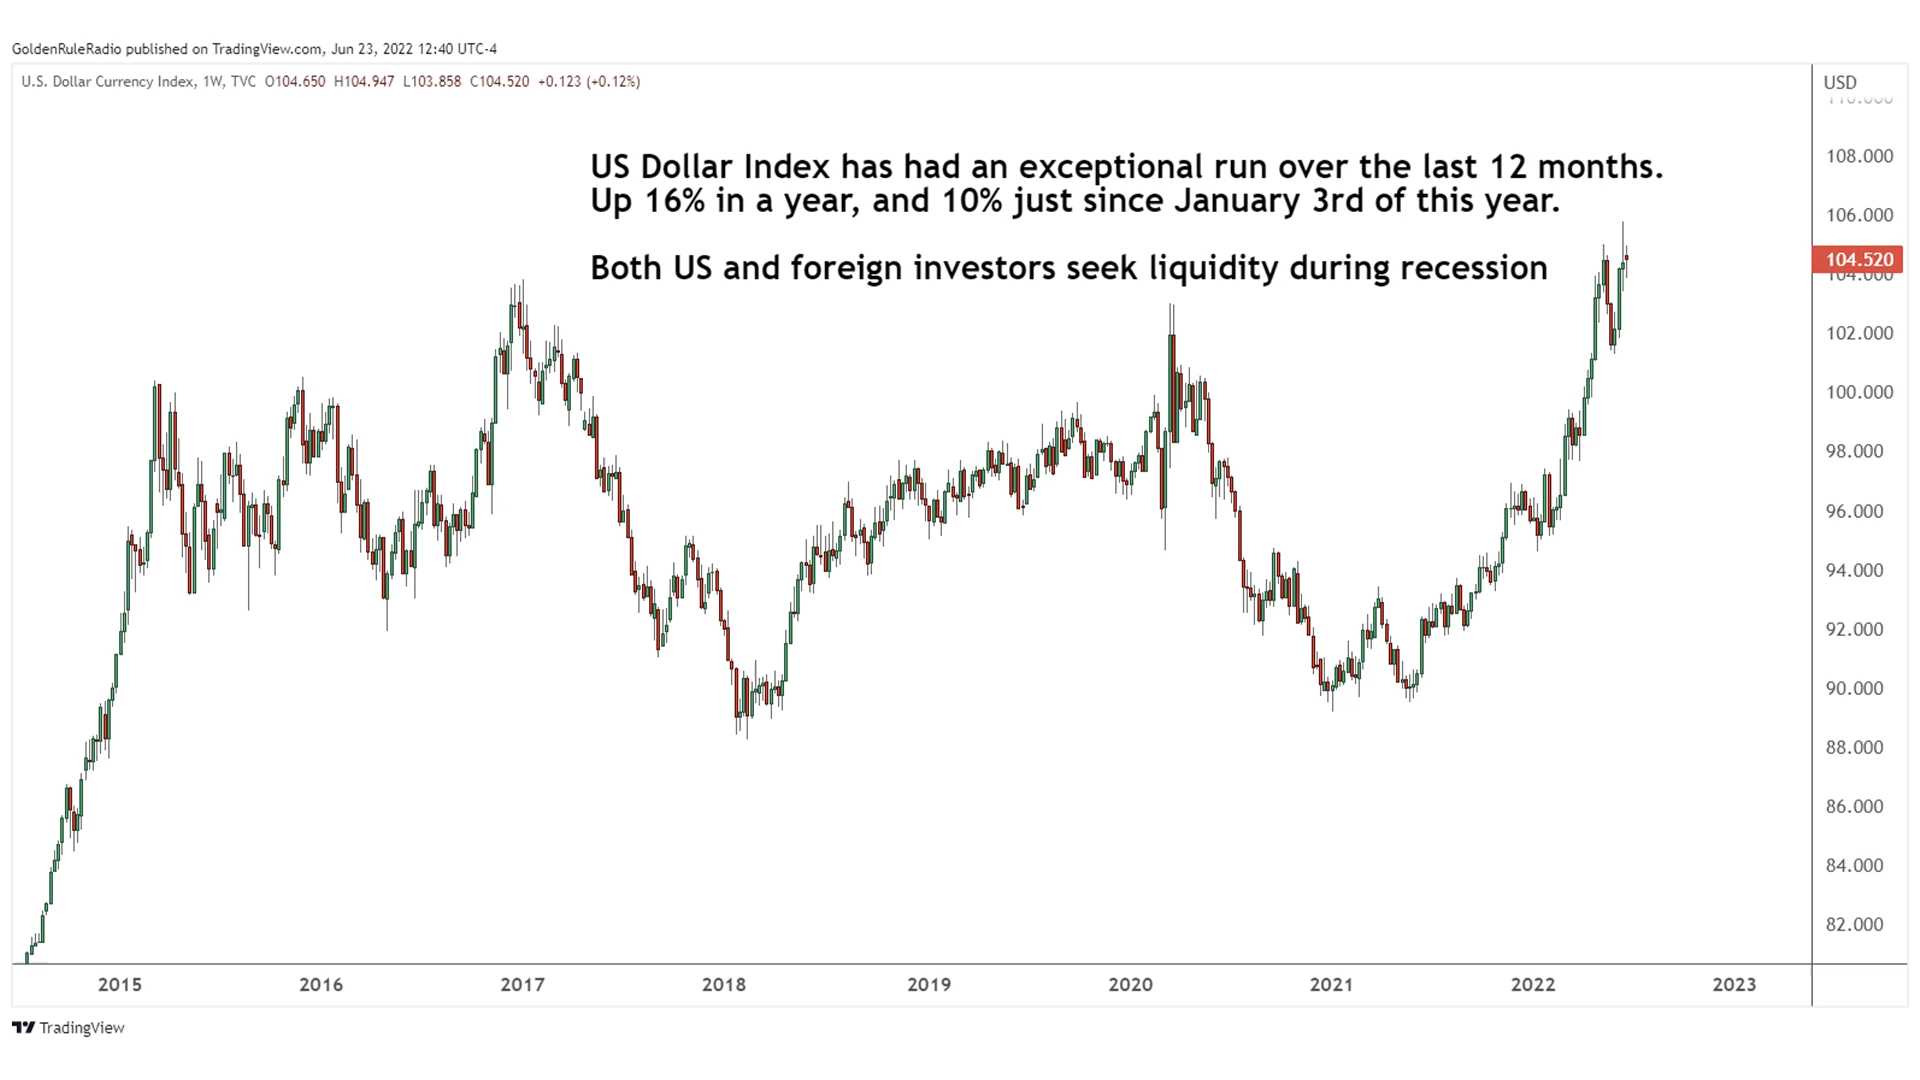 GoldenRuleRadio published on TradingView.com, Jun 23, 2022 12:40 UTC-4
U.S. Dollar Currency Index, 1W, TVC O104.650 H104.947 L103.858 C104.520 +0.123 (+0.12%)
USD
110.000
US Dollar Index has had an exceptional run over the last 12 months.
Up 16% in a year, and 10% just since January 3rd of this year.
Both US and foreign investors seek liquidity during recession
108.000
106.000
104.520
104.000
102.000
100.000
98.000
96.000
94.000
92.000
90.000
88.000
86.000
84.000
82.000
2015 2016 2017 2018 2019 2020 2021 2022 2023
TradingView